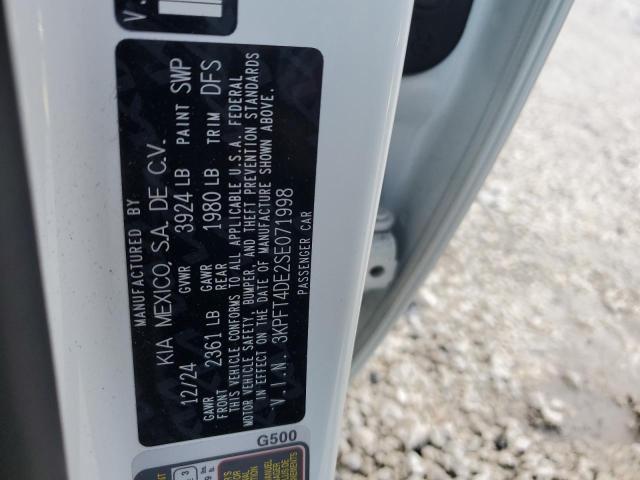 V.
MANUFACTURED BY
KIA MEXICO, S.A. DE C.V.
12/24 GVWR 3924 LB PAINT SWP
GAWR FRONT 2361 LB GAWR REAR 1980 LB TRIM DFS
THIS VEHICLE CONFORMS TO ALL APPLICABLE U.S.A. FEDERAL
MOTOR VEHICLE SAFETY, BUMPER, AND THEFT PREVENTION STANDARDS
IN EFFECT ON THE DATE OF MANUFACTURE SHOWN ABOVE.
V.I.N. 3KPFT4DE2SE071998
PASSENGER CAR
G500